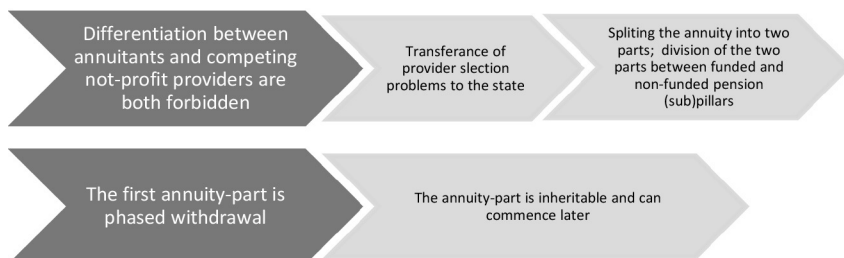 Differentiation between
annuitants and competing
not-profit providers are
both forbidden
Transferance of
provider slection
problems to the state
Spliting the annuity into two
parts;  division of the two
parts between funded and
non-funded pension
(sub)pillars
The first annuity-part is
phased withdrawal
The annuity-part is inheritable and can
commence later